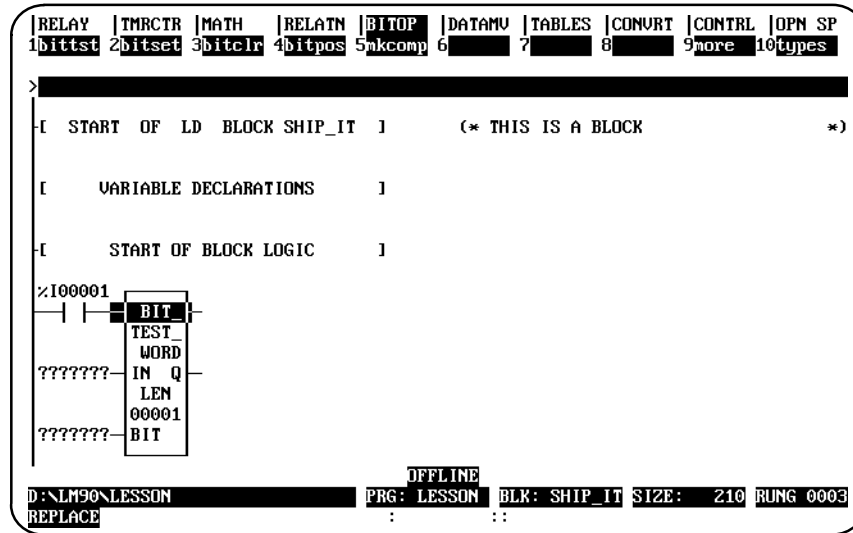 |RELAY |TMRCTR |MATH |RELATN |BITOP |DATAMV |TABLES |CONVRT |CONTRL |OPN SP
1bittst 2bitset 3bitclr 4bitpos 5mkcomp 6 7 8 9more 10types
>
[ START OF LD BLOCK SHIP_IT ] (* THIS IS A BLOCK *)
[ VARIABLE DECLARATIONS ]
[ START OF BLOCK LOGIC ]
%I00001
BIT_
TEST_
WORD
??????? IN Q
LEN
00001
??????? BIT
OFFLINE
D:\LM90\LESSON PRG: LESSON BLK: SHIP_IT SIZE: 210 RUNG 0003
REPLACE : ::